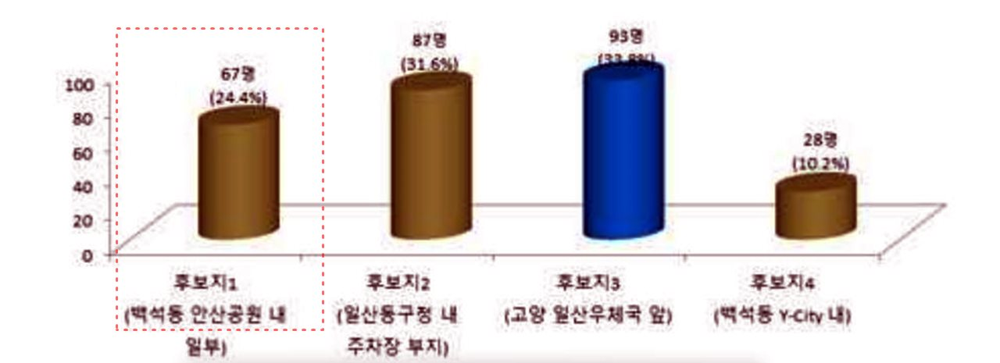 93명
87명
(33.8%)
(31.6%)
67명
(24.4%)
100
80
60
40
20
0
28명
(10.2%)
후보지1
(백석동 안산공원 내
일부)
후보지2
(일산동구청 내
주차장 부지)
후보지3
(고양 일산우체국 앞)
후보지4
(백석동 Y-City 내)